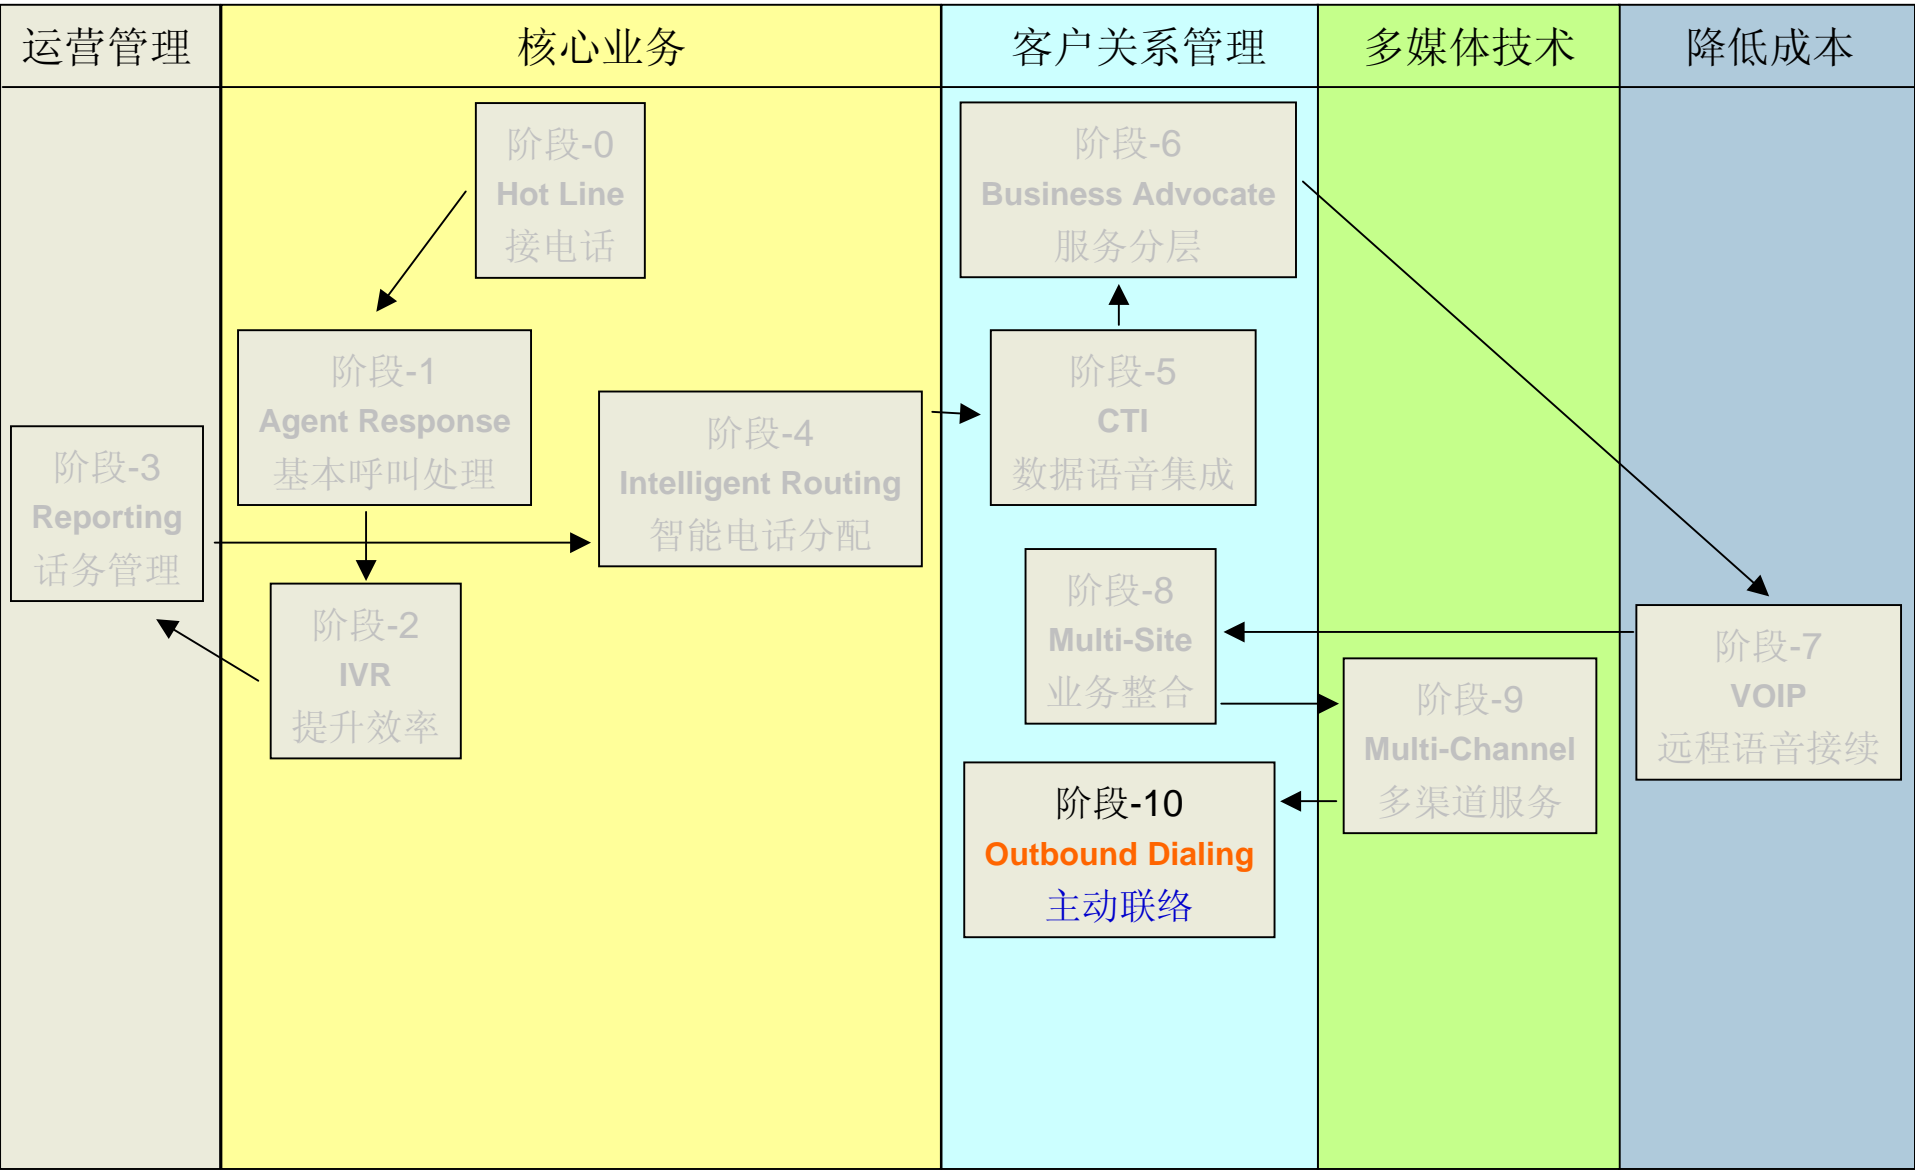 运营管理
核心业务
客户关系管理
多媒体技术
降低成本
阶段-0
Hot Line
接电话
阶段-1
Agent Response
基本呼叫处理
阶段-2
IVR
提升效率
阶段-3
Reporting
话务管理
阶段-4
Intelligent Routing
智能电话分配
阶段-5
CTI
数据语音集成
阶段-6
Business Advocate
服务分层
阶段-7
VOIP
远程语音接续
阶段-8
Multi-Site
业务整合
阶段-9
Multi-Channel
多渠道服务
阶段-10
Outbound Dialing
主动联络